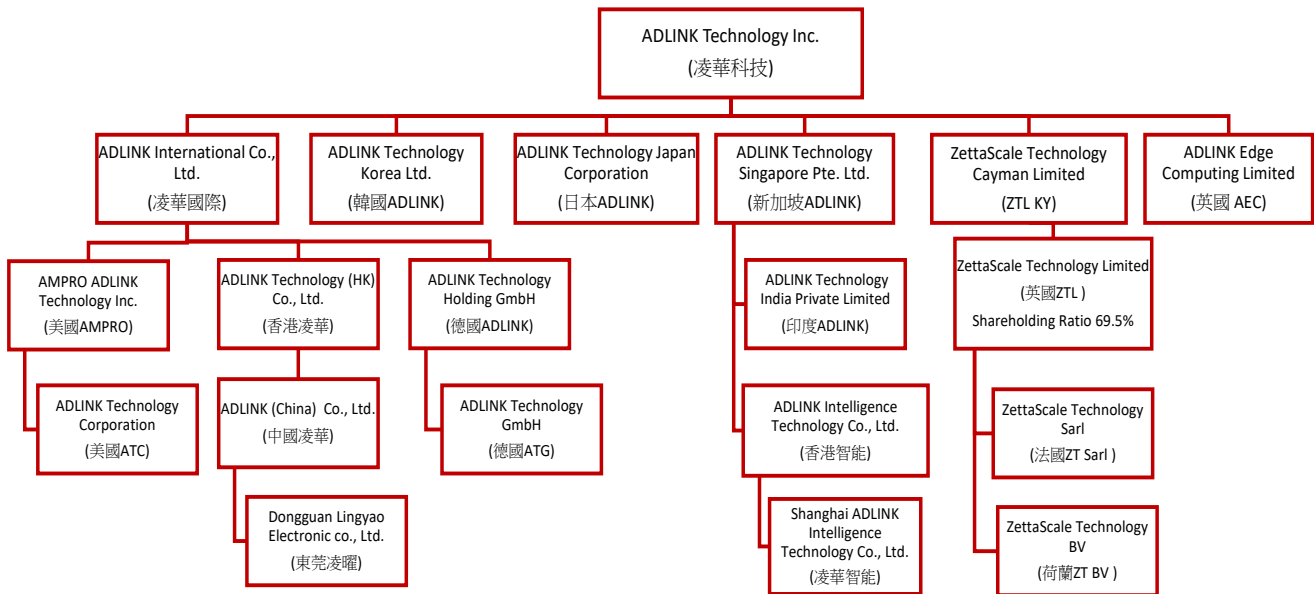 ADLINK Technology Inc.
(凌華科技)
ADLINK International Co.,
Ltd.
(凌華國際)
ADLINK Technology
Korea Ltd.
(韓國ADLINK)
ADLINK Technology Japan
Corporation
(日本ADLINK)
ADLINK Technology
Singapore Pte. Ltd.
(新加坡ADLINK)
ZettaScale Technology
Cayman Limited
(ZTL KY)
ADLINK Edge
Computing Limited
(英國 AEC)
AMPRO ADLINK
Technology Inc.
(美國AMPRO)
ADLINK Technology (HK)
Co., Ltd.
(香港凌華)
ADLINK Technology
Holding GmbH
(德國ADLINK)
ADLINK Technology
India Private Limited
(印度ADLINK)
ZettaScale Technology Limited
(英國ZTL )
Shareholding Ratio 69.5%
ADLINK Technology
Corporation
(美國ATC)
ADLINK (China) Co., Ltd.
(中國凌華)
ADLINK Technology
GmbH
(德國ATG)
ADLINK Intelligence
Technology Co., Ltd.
(香港智能)
ZettaScale Technology
Sarl
(法國ZT Sarl )
Dongguan Lingyao
Electronic co., Ltd.
(東莞凌曜)
Shanghai ADLINK
Intelligence
Technology Co., Ltd.
(凌華智能)
ZettaScale Technology
BV
(荷蘭ZT BV )